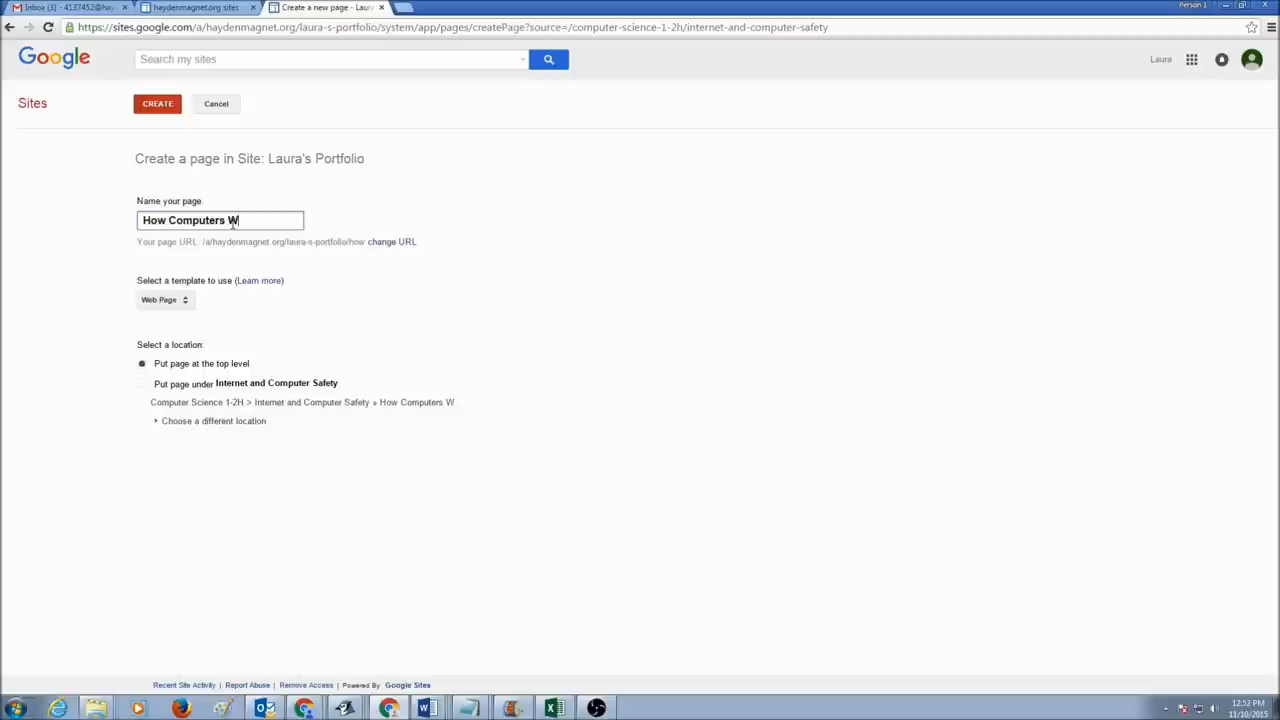 Inbox (3) - 4137452@hay
haydenmagnet.org sites
Create a new page - Laura
Person 1
https://sites.google.com/a/haydenmagnet.org/laura-s-portfolio/system/app/pages/createPage?source=/computer-science-1-2h/internet-and-computer-safety
Google
Search my sites
Laura
Sites
CREATE
Cancel
Create a page in Site: Laura's Portfolio
Name your page:
How Computers W
Your page URL: /a/haydenmagnet.org/laura-s-portfolio/how change URL
Select a template to use (Learn more)
Web Page
Select a location:
Put page at the top level
Put page under Internet and Computer Safety
Computer Science 1-2H > Internet and Computer Safety » How Computers W
Choose a different location
Recent Site Activity | Report Abuse | Remove Access | Powered By Google Sites
12:52 PM
11/10/2015